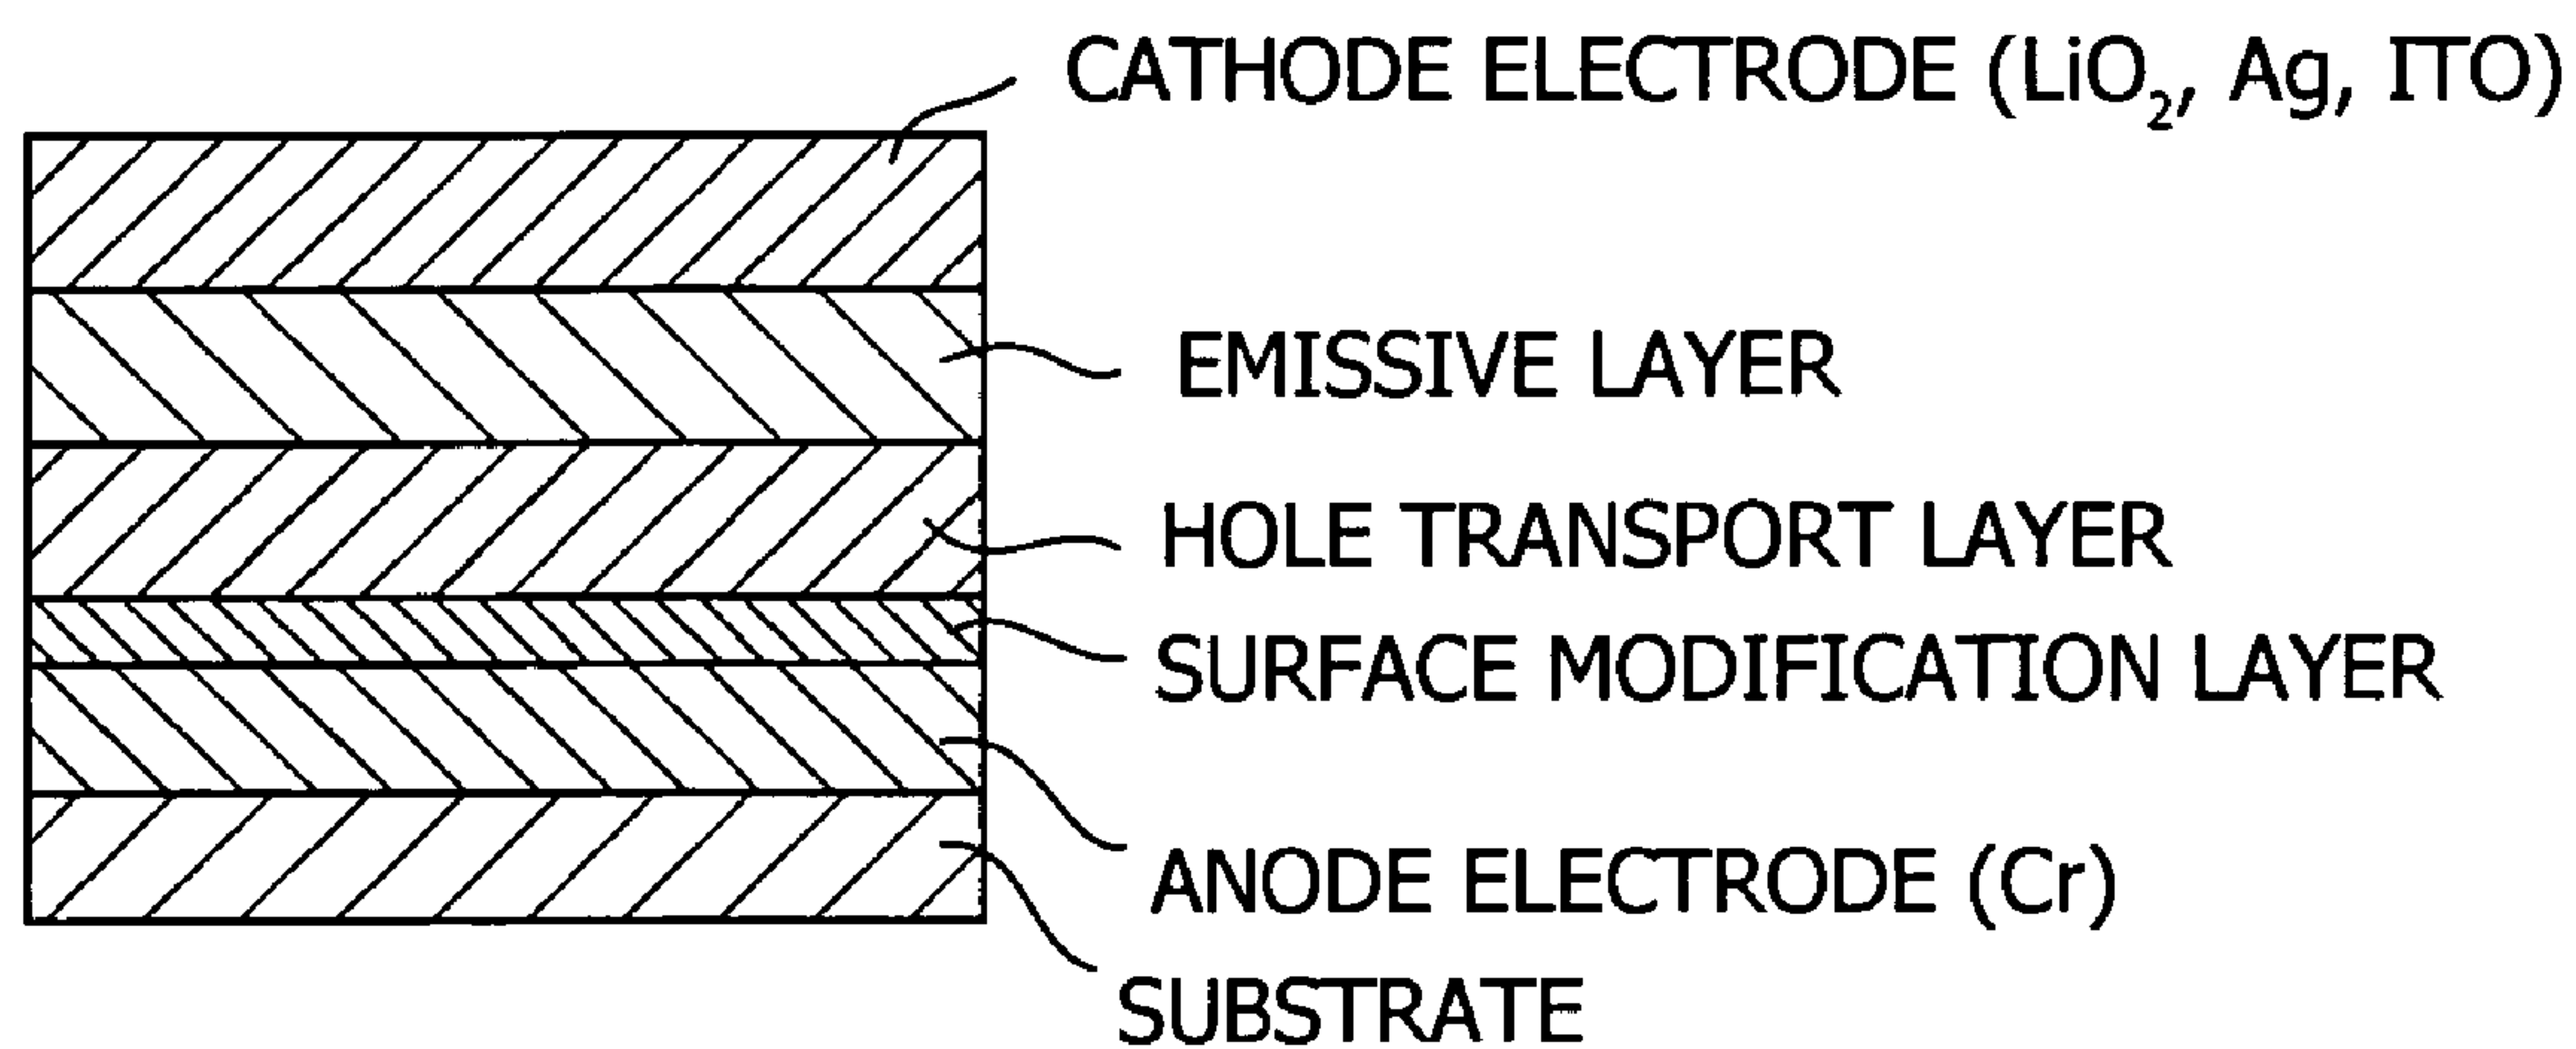 CATHODE ELECTRODE (LiO₂, Ag, ITO)
EMISSIVE LAYER
HOLE TRANSPORT LAYER
SURFACE MODIFICATION LAYER
ANODE ELECTRODE (Cr)
SUBSTRATE